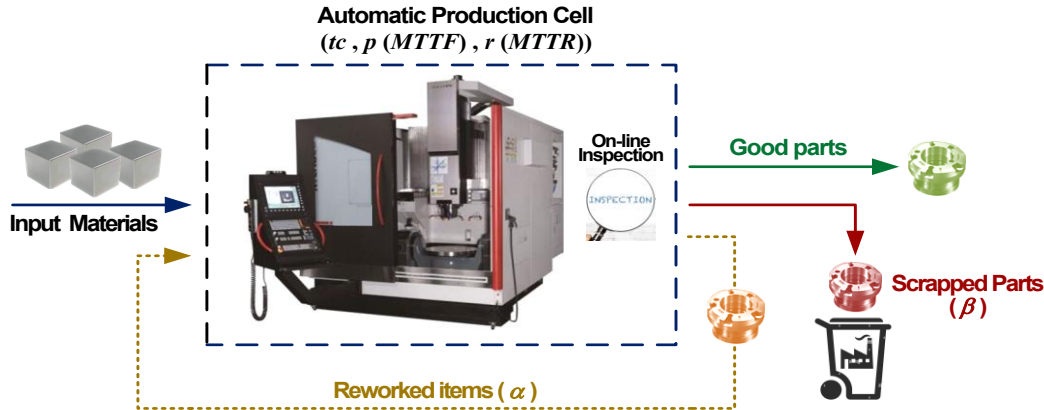 Automatic Production Cell
(tc , p (MTTF) , r (MTTR))
On-line
Inspection
INSPECTION
Good parts
Input Materials
Scrapped Parts
( β )
Reworked items ( α )